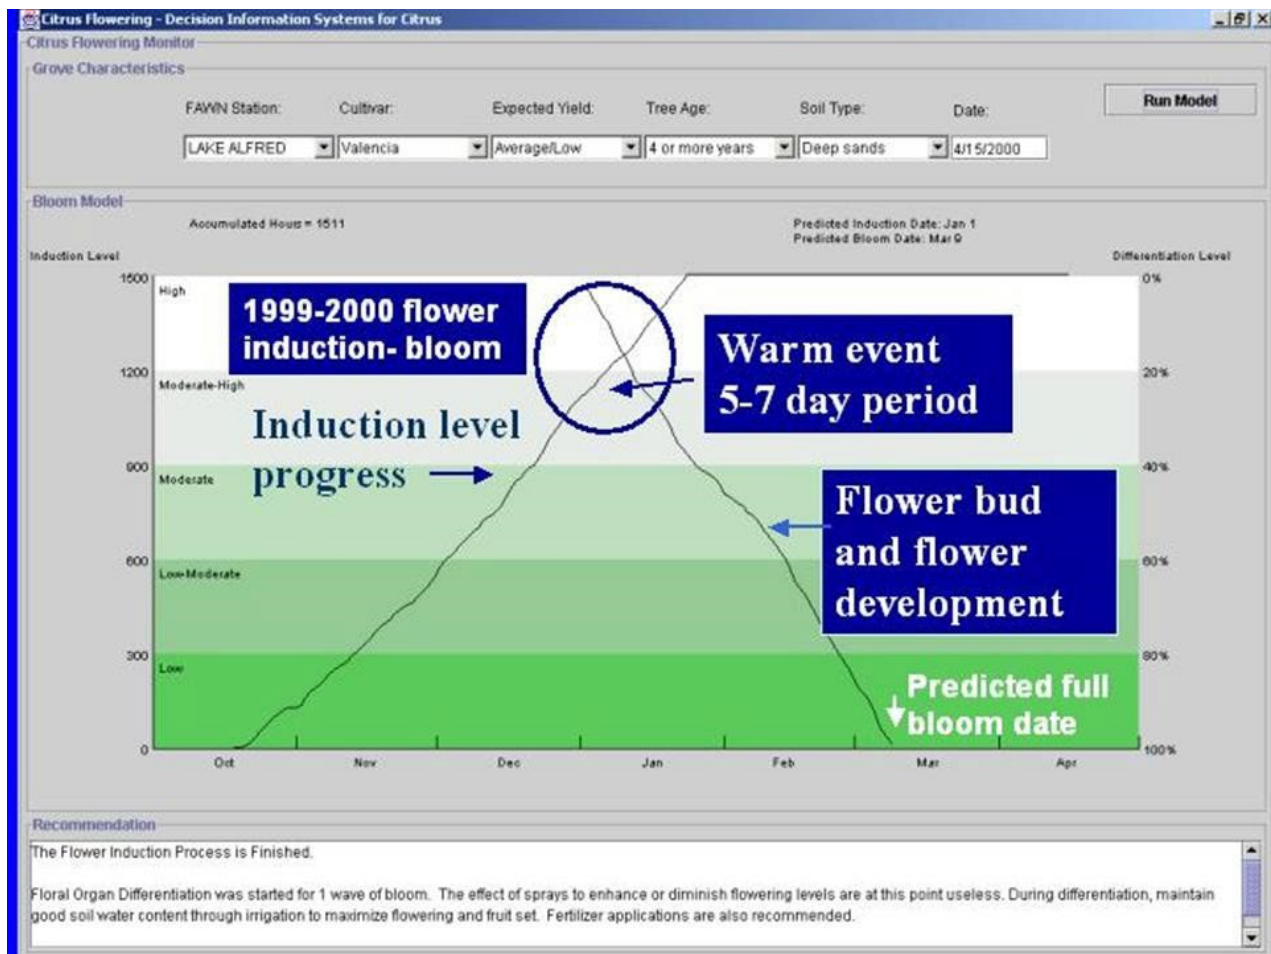 Citrus Flowering - Decision Information Systems for Citrus
Citrus Flowering Monitor
Grove Characteristics
FAWN Station: Cultivar: Expected Yield: Tree Age: Soil Type: Date:
Run Model
LAKE ALFRED Valencia Average/Low 4 or more years Deep sands 4/15/2000
Bloom Model
Accumulated Hours = 1511
Predicted Induction Date: Jan 1
Predicted Bloom Date: Mar 9
Induction Level
Differentiation Level
1500 High 0%
1999-2000 flower
induction- bloom
Warm event
5-7 day period
1200 Moderate-High 20%
Induction level
progress
900 Moderate 40%
Flower bud
and flower
development
600 Low-Moderate 60%
300 Low 80%
Predicted full
bloom date
0 100%
Oct Nov Dec Jan Feb Mar Apr
Recommendation
The Flower Induction Process is Finished.
Floral Organ Differentiation was started for 1 wave of bloom. The effect of sprays to enhance or diminish flowering levels are at this point useless. During differentiation, maintain
good soil water content through irrigation to maximize flowering and fruit set. Fertilizer applications are also recommended.